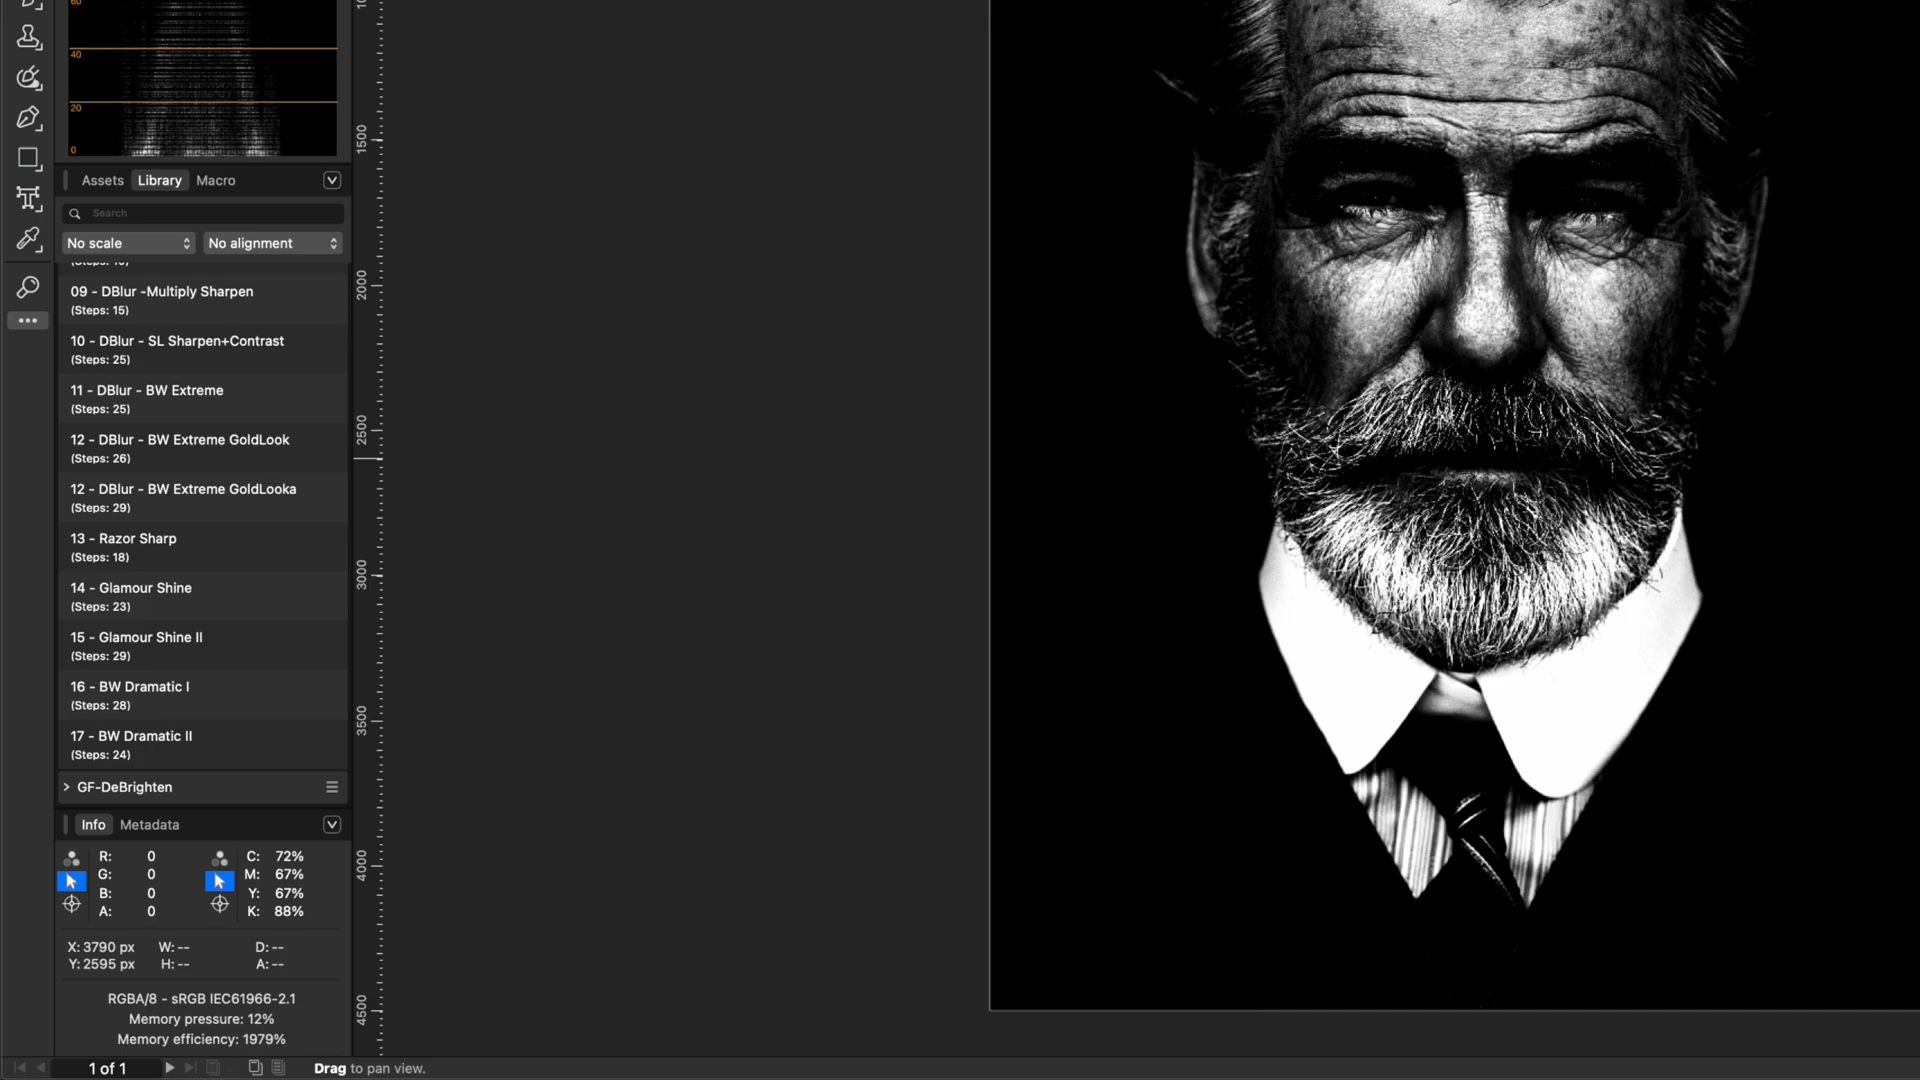 60
40
20
0
Assets Library Macro
Search
No scale No alignment
09 - DBlur -Multiply Sharpen
(Steps: 15)
10 - DBlur - SL Sharpen+Contrast
(Steps: 25)
11 - DBlur - BW Extreme
(Steps: 25)
12 - DBlur - BW Extreme GoldLook
(Steps: 26)
12 - DBlur - BW Extreme GoldLooka
(Steps: 29)
13 - Razor Sharp
(Steps: 18)
14 - Glamour Shine
(Steps: 23)
15 - Glamour Shine II
(Steps: 29)
16 - BW Dramatic I
(Steps: 28)
17 - BW Dramatic II
(Steps: 24)
> GF-DeBrighten
Info Metadata
R: 0 C: 72%
G: 0 M: 67%
B: 0 Y: 67%
A: 0 K: 88%
X: 3790 px W: -- D: --
Y: 2595 px H: -- A: --
RGBA/8 - sRGB IEC61966-2.1
Memory pressure: 12%
Memory efficiency: 1979%
1 of 1
Drag to pan view.
1500
2000
2500
3000
3500
4000
4500